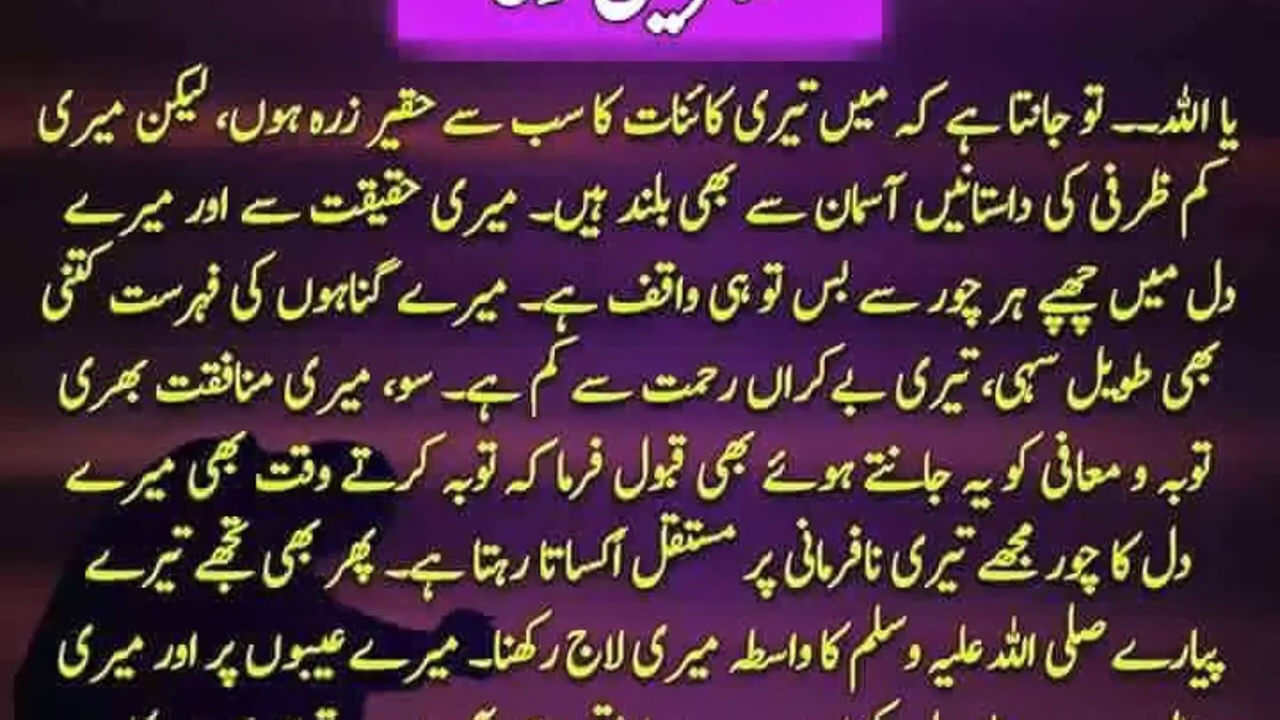 یا اللہ۔۔ تو جانتا ہے کہ میں تیری کائنات کا سب سے حقیر زرہ ہوں، لیکن میری
کم ظرفی کی داستانیں آسمان سے بھی بلند ہیں۔ میری حقیقت سے اور میرے
دل میں چھپے ہر چور سے بس تو ہی واقف ہے۔ میرے گناہوں کی فہرست کتنی
بھی طویل سہی، تیری بے کراں رحمت سے کم ہے۔ سو، میری منافقت بھری
توبہ و معافی کو یہ جانتے ہوئے بھی قبول فرما کہ توبہ کرتے وقت بھی میرے
دل کا چور مجھے تیری نافرمانی پر مستقل اُکساتا رہتا ہے۔ پھر بھی تجھے تیرے
پیارے صلی اللہ علیہ وسلم کا واسطہ میری لاج رکھنا۔ میرے عیبوں پر اور میری